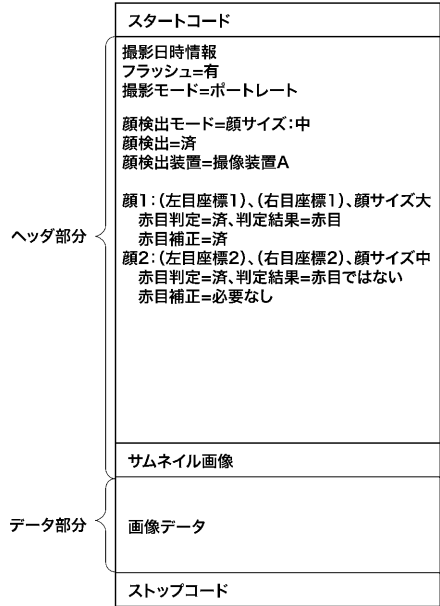 スタートコード
撮影日時情報
フラッシュ=有
撮影モード=ポートレート
顔検出モード=顔サイズ:中
顔検出=済
顔検出装置=撮像装置A
顔1:(左目座標1)、(右目座標1)、顔サイズ大
赤目判定=済、判定結果=赤目
赤目補正=済
顔2:(左目座標2)、(右目座標2)、顔サイズ中
赤目判定=済、判定結果=赤目ではない
赤目補正=必要なし
ヘッダ部分
サムネイル画像
データ部分
画像データ
ストップコード